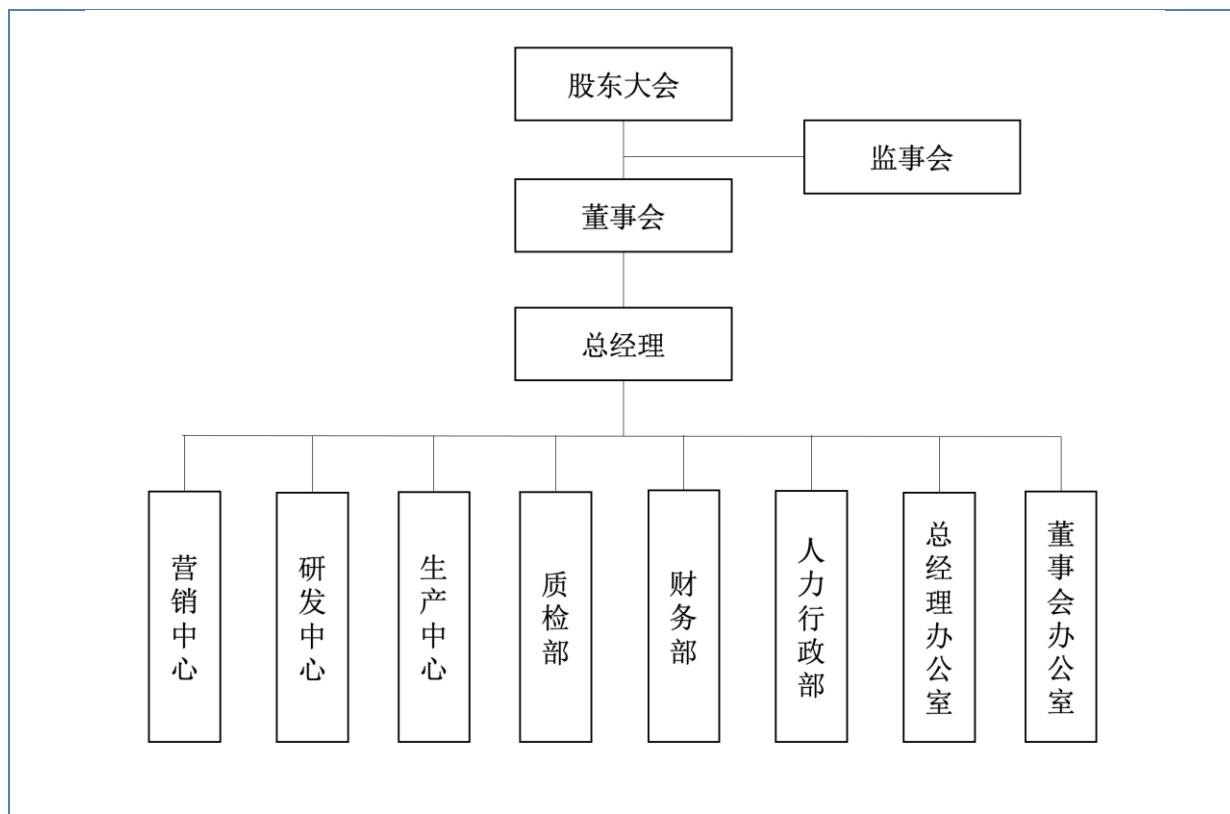 股东大会
监事会
董事会
总经理
营销中心
研发中心
生产中心
质检部
财务部
人力行政部
总经理办公室
董事会办公室